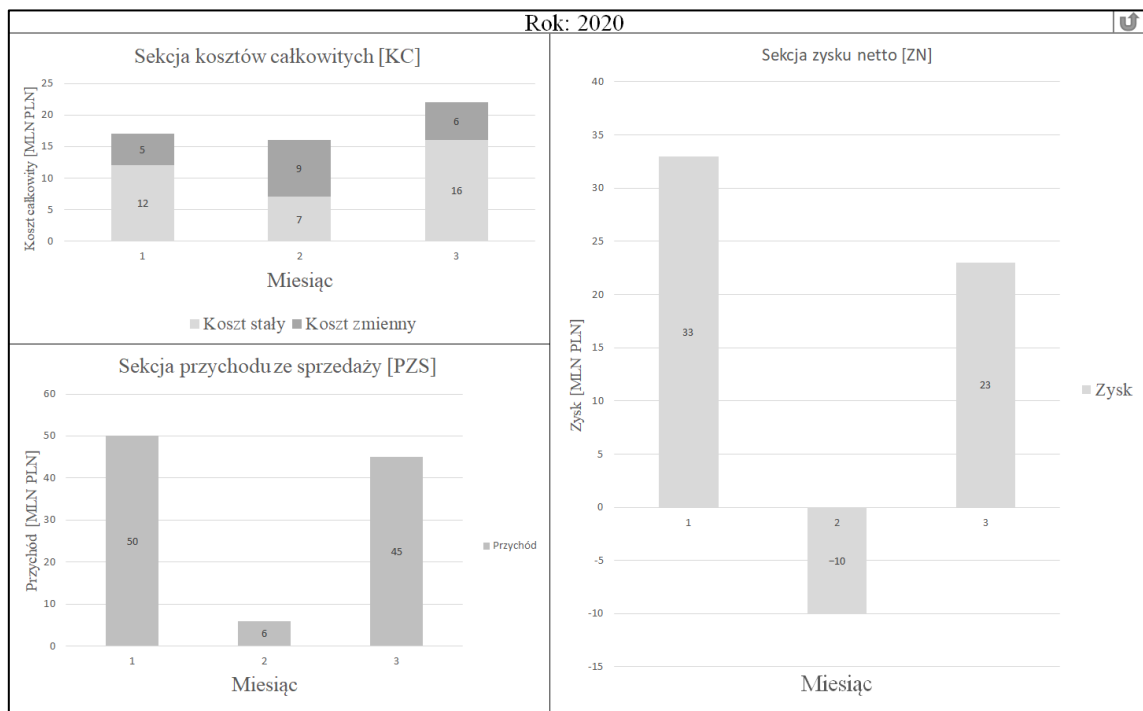 Rok: 2020
Sekcja kosztów całkowitych [KC]
Koszt całkowity [MLN PLN]
25
20
15
10
5
0
5
12
9
7
6
16
1 2 3
Miesiąc
Koszt stały Koszt zmienny
Sekcja przychodu ze sprzedaży [PZS]
Przychód [MLN PLN]
60
50
40
30
20
10
0
50
6
45
1 2 3
Miesiąc
Przychód
Sekcja zysku netto [ZN]
Zysk [MLN PLN]
40
35
30
25
20
15
10
5
0
-5
-10
-15
33
−10
23
1 2 3
Miesiąc
Zysk